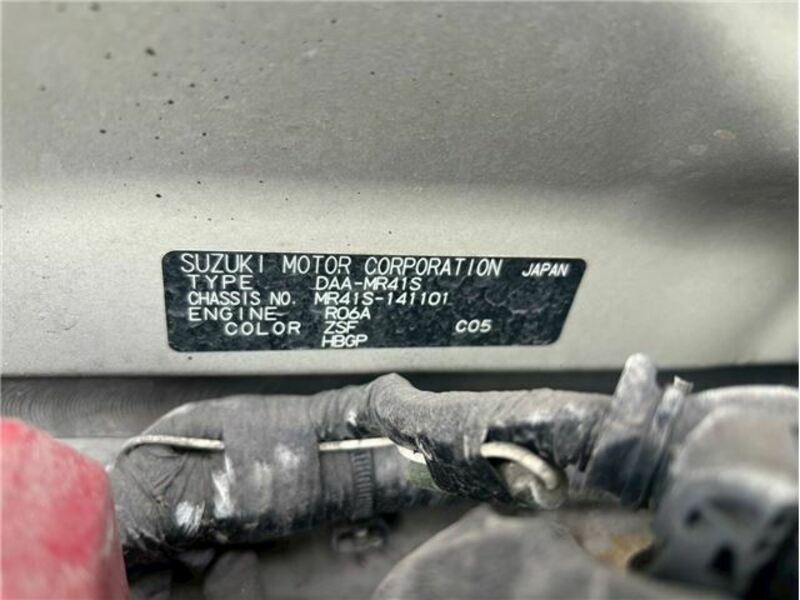 SUZUKI MOTOR CORPORATION JAPAN
TYPE DAA-MR41S
CHASSIS NO. MR41S-141101
ENGINE R06A
COLOR ZSF C05
HBGP